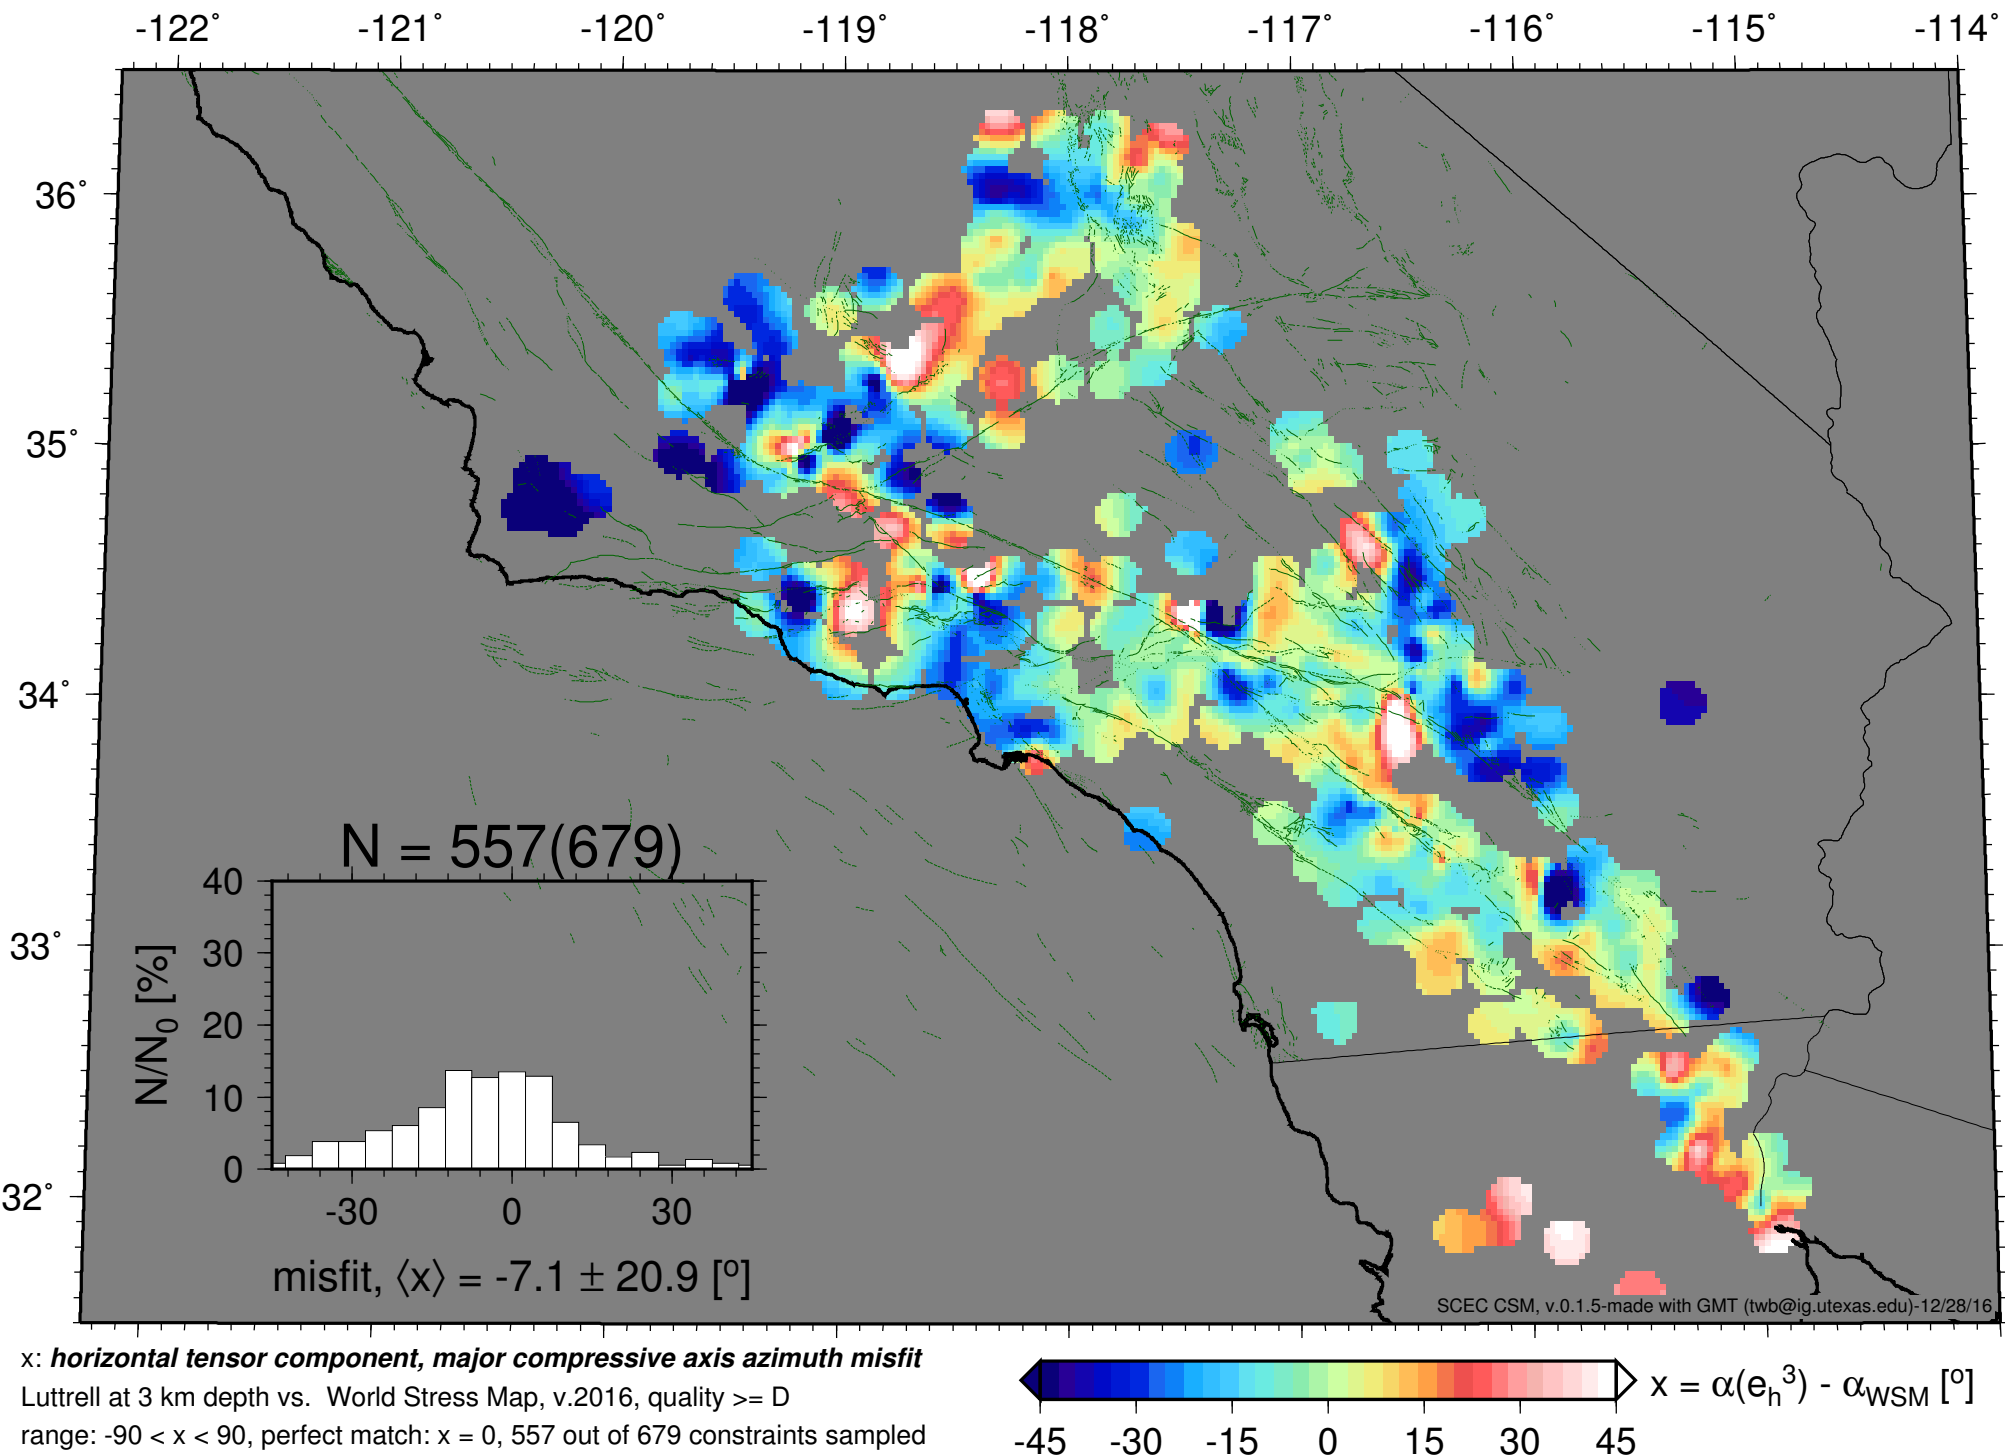 -122˚ -121˚ -120˚ -119˚ -118˚ -117˚ -116˚ -115˚ -114˚
36˚
35˚
34˚
33˚
32˚
N = 557(679)
40
30
20
10
0
N/N0 [%]
-30 0 30
misfit, ⟨x⟩ = -7.1 ± 20.9 [º]
SCEC CSM, v.0.1.5-made with GMT (twb@ig.utexas.edu)-12/28/16
x: horizontal tensor component, major compressive axis azimuth misfit
Luttrell at 3 km depth vs. World Stress Map, v.2016, quality >= D
range: -90 < x < 90, perfect match: x = 0, 557 out of 679 constraints sampled
x = α(eh3) - αWSM [º]
-45 -30 -15 0 15 30 45